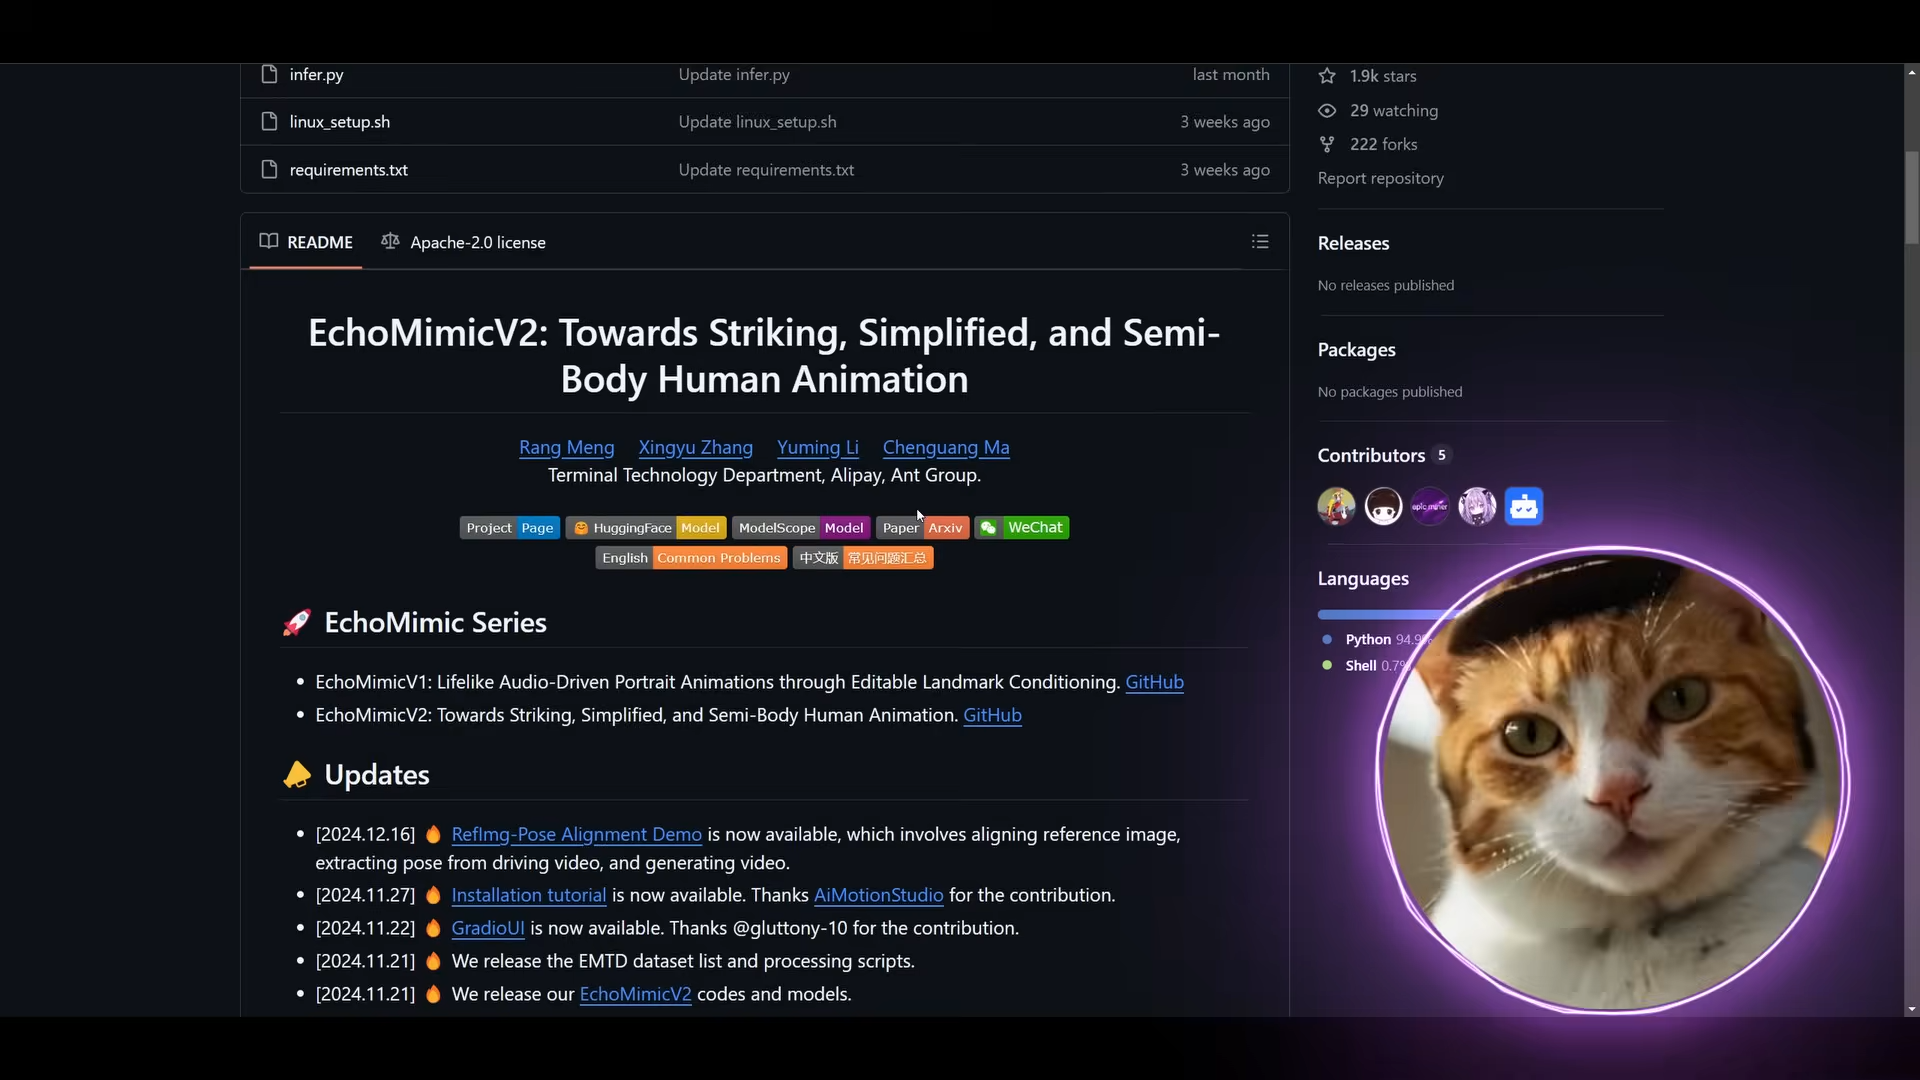 infer.py Update infer.py last month
linux_setup.sh Update linux_setup.sh 3 weeks ago
requirements.txt Update requirements.txt 3 weeks ago
README Apache-2.0 license
EchoMimicV2: Towards Striking, Simplified, and Semi-
Body Human Animation
Rang Meng Xingyu Zhang Yuming Li Chenguang Ma
Terminal Technology Department, Alipay, Ant Group.
Project Page HuggingFace Model ModelScope Model Paper Arxiv WeChat
English Common Problems 中文版 常见问题汇总
EchoMimic Series
EchoMimicV1: Lifelike Audio-Driven Portrait Animations through Editable Landmark Conditioning. GitHub
EchoMimicV2: Towards Striking, Simplified, and Semi-Body Human Animation. GitHub
Updates
[2024.12.16] RefImg-Pose Alignment Demo is now available, which involves aligning reference image,
extracting pose from driving video, and generating video.
[2024.11.27] Installation tutorial is now available. Thanks AiMotionStudio for the contribution.
[2024.11.22] GradioUI is now available. Thanks @gluttony-10 for the contribution.
[2024.11.21] We release the EMTD dataset list and processing scripts.
[2024.11.21] We release our EchoMimicV2 codes and models.
1.9k stars
29 watching
222 forks
Report repository
Releases
No releases published
Packages
No packages published
Contributors 5
epic miner
Languages
Python 94.9%
Shell 0.7%